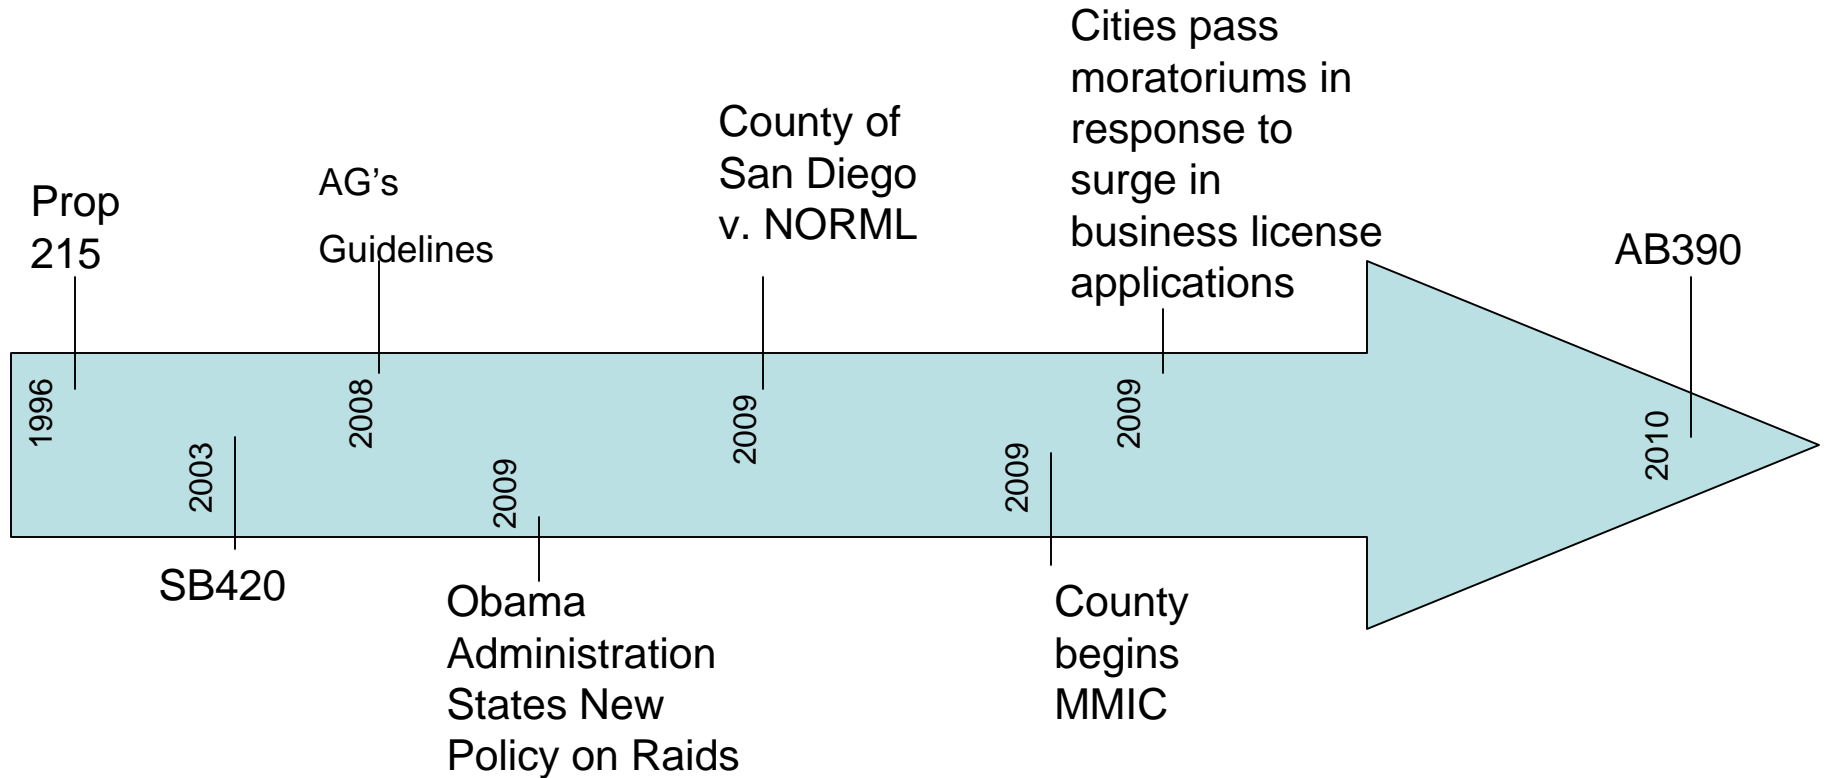 Prop
215
1996
2003
SB420
AG's
Guidelines
2008
2009
Obama
Administration
States New
Policy on Raids
County of
San Diego
v. NORML
2009
2009
County
begins
MMIC
Cities pass
moratoriums in
response to
surge in
business license
applications
2009
AB390
2010